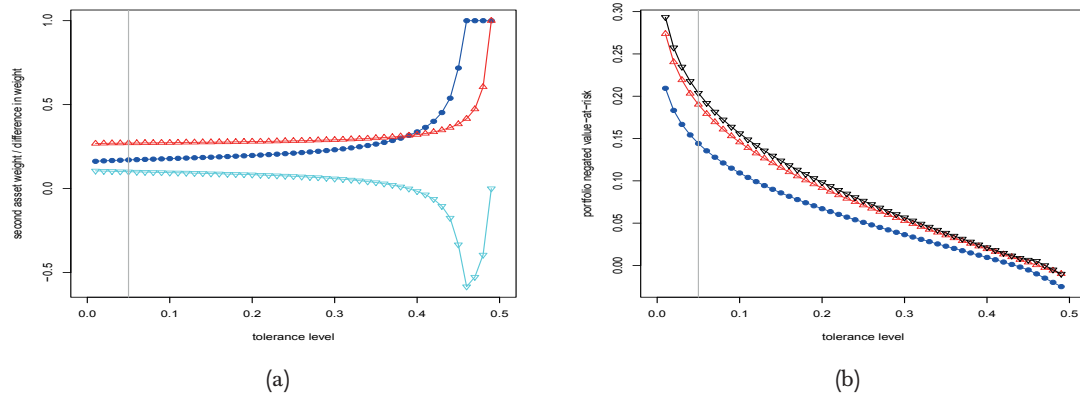 second asset weight / difference in weight
1.0
0.5
0.0
−0.5
0.0 0.1 0.2 0.3 0.4 0.5
tolerance level
(a)
portfolio negated value−at−risk
0.30
0.25
0.20
0.15
0.10
0.05
0.00
0.0 0.1 0.2 0.3 0.4 0.5
tolerance level
(b)